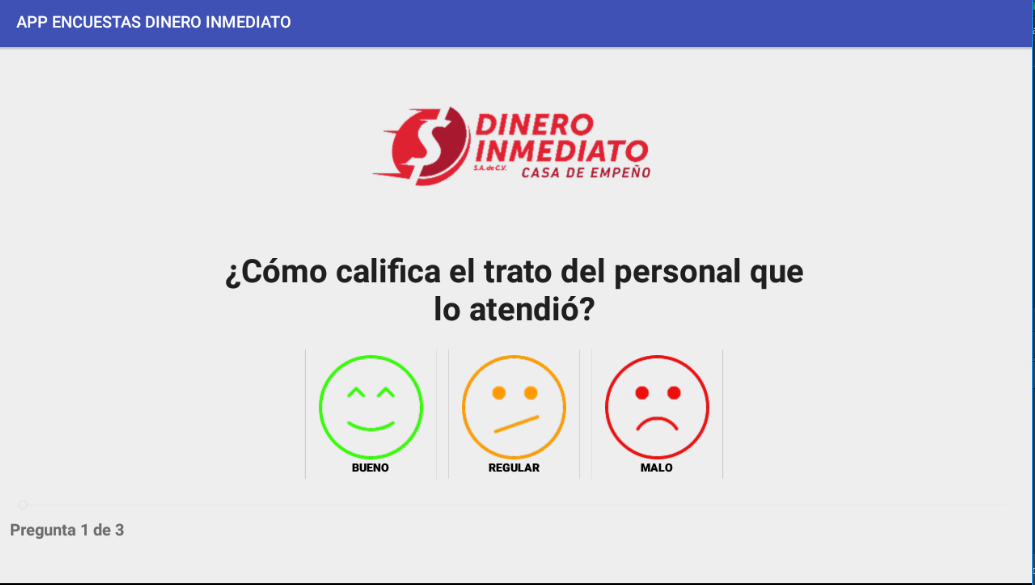 APP ENCUESTAS DINERO INMEDIATO
DINERO
INMEDIATO
S.A. de C.V. CASA DE EMPEÑO
¿Cómo califica el trato del personal que
lo atendió?
BUENO REGULAR MALO
Pregunta 1 de 3